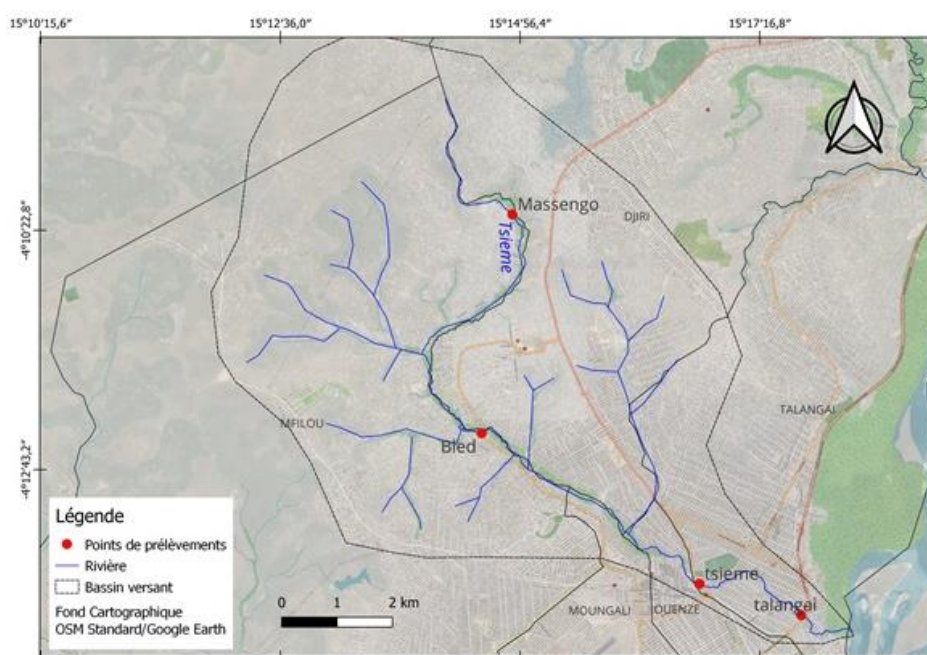 15°10'15,6" 15°12'36,0" 15°14'56,4" 15°17'16,8"
-4°10'22,8"
-4°12'43,2"
Massengo
DJIRI
Tsieme
MFILOU
Bled
TALANGAI
tsieme
talangai
MOUNGALI
OUENZE
Légende
Points de prélèvements
Rivière
Bassin versant
Fond Cartographique
OSM Standard/Google Earth
0 1 2 km